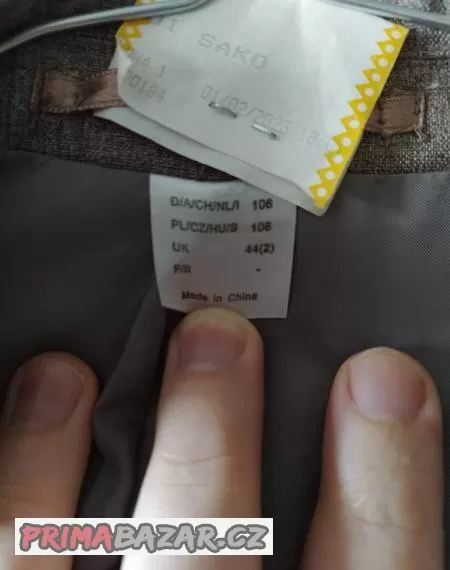 SAKO
01/02/2023
D/A/CH/NL/I 106
PL/CZ/HU/S 106
UK 44(2)
F/B -
Made in China
PRIMABAZAR.CZ